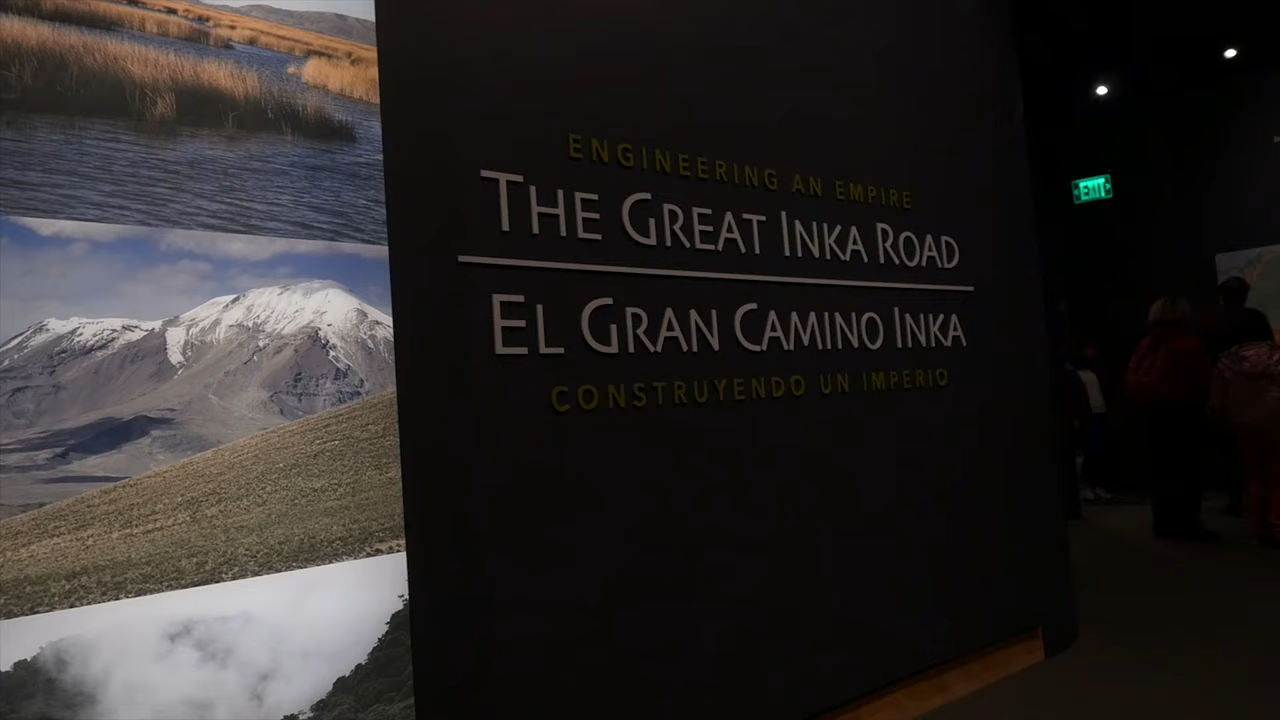 ENGINEERING AN EMPIRE
THE GREAT INKA ROAD
EL GRAN CAMINO INKA
CONSTRUYENDO UN IMPERIO
EXIT